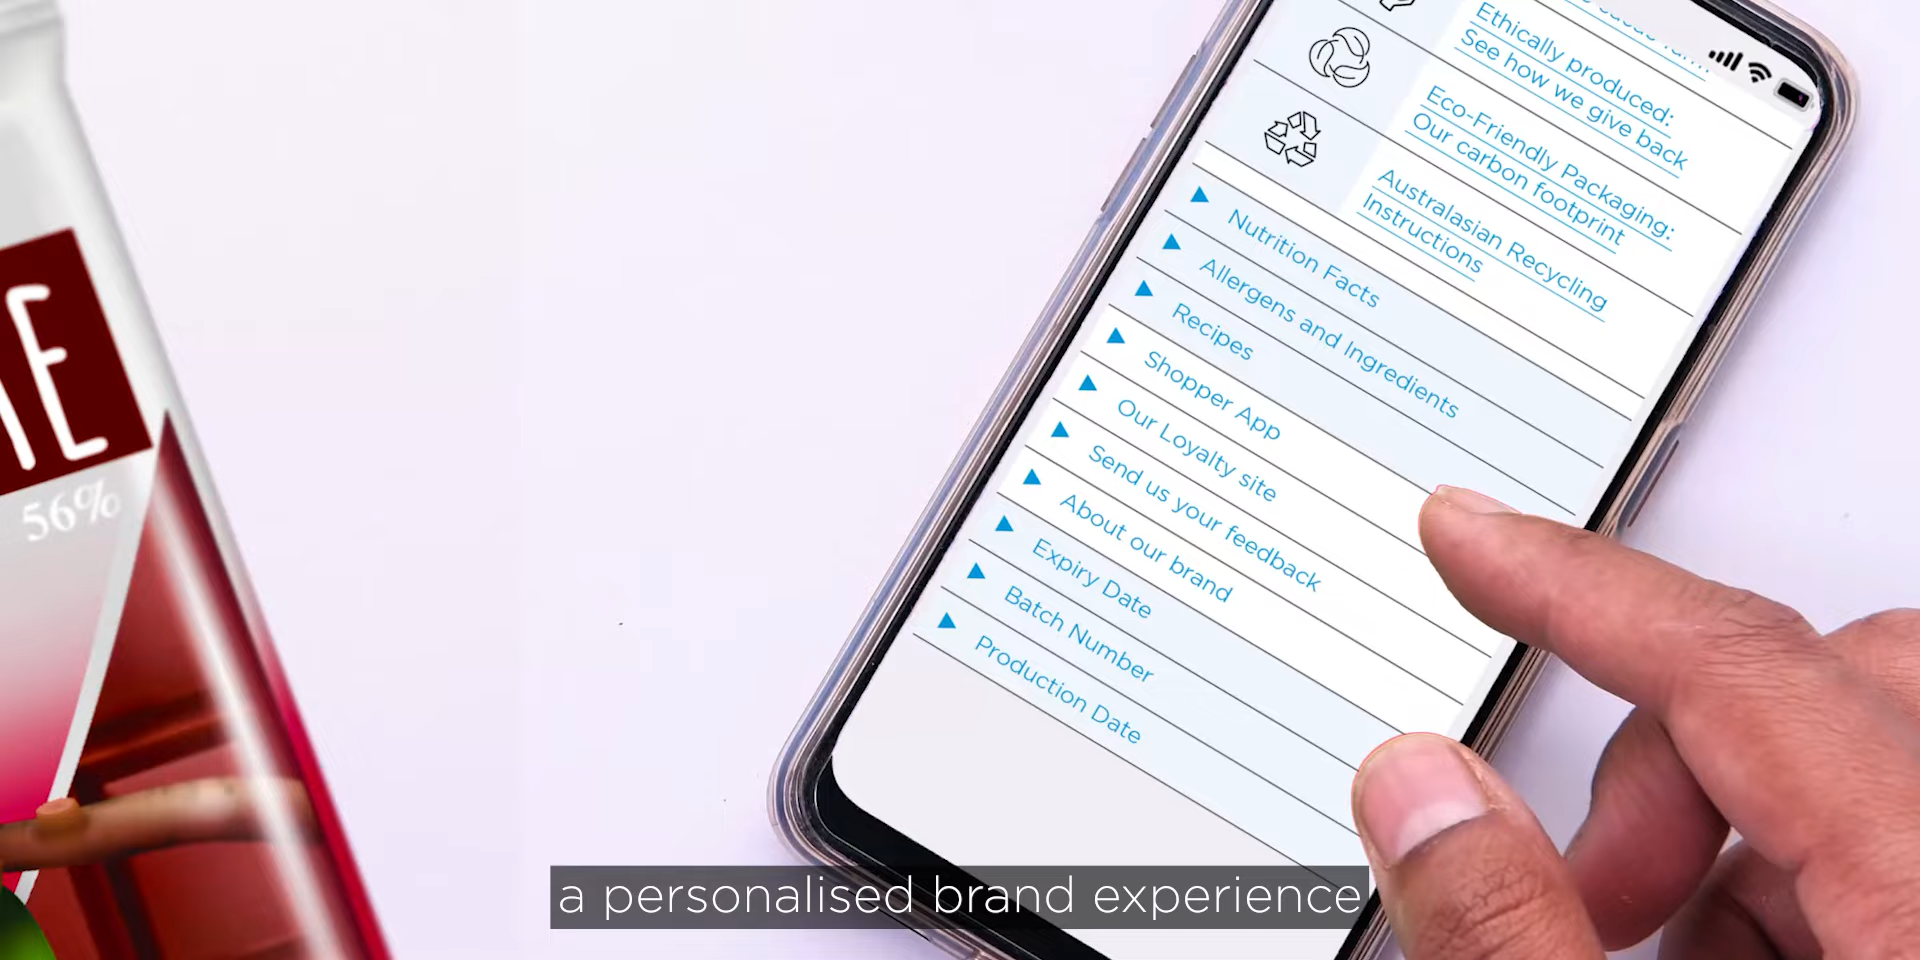 Ethically produced:
See how we give back
Eco-Friendly Packaging:
Our carbon footprint
Australasian Recycling
Instructions
Nutrition Facts
Allergens and Ingredients
Recipes
Shopper App
Our Loyalty site
Send us your feedback
About our brand
Expiry Date
Batch Number
Production Date
56%
a personalised brand experience